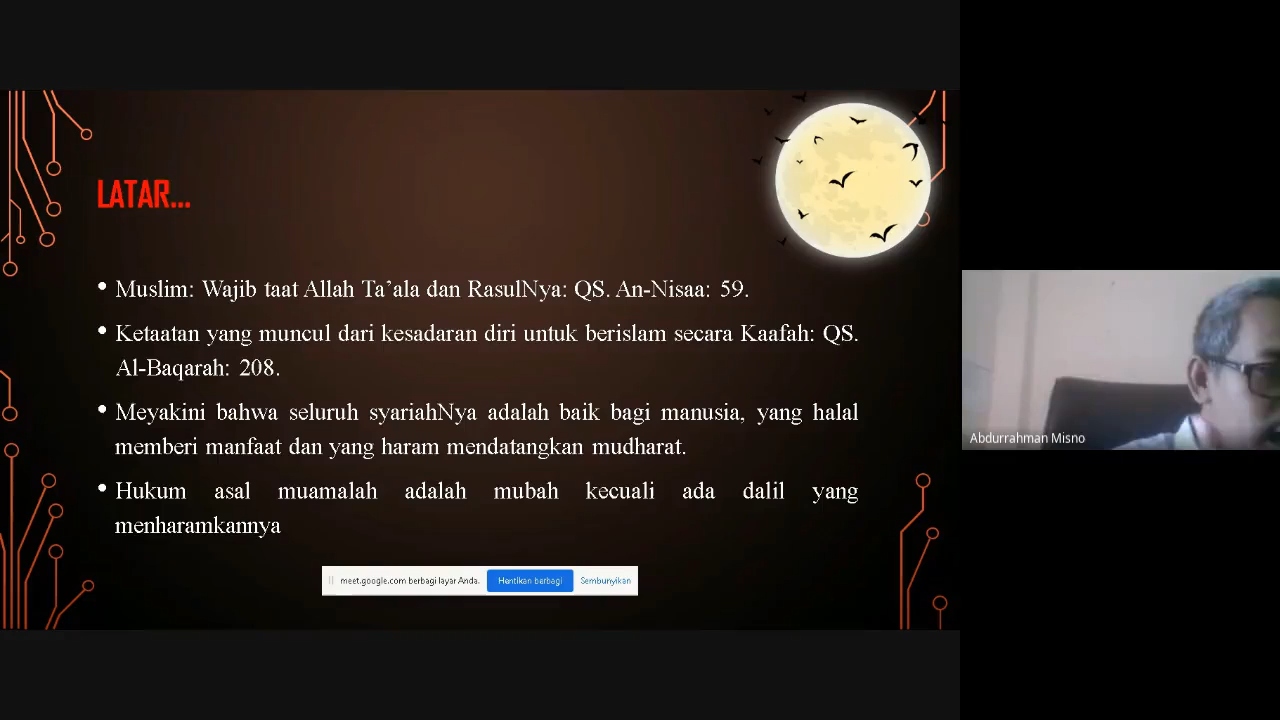 LATAR...
• Muslim: Wajib taat Allah Ta’ala dan RasulNya: QS. An-Nisaa: 59.
• Ketaatan yang muncul dari kesadaran diri untuk berislam secara Kaafah: QS.
Al-Baqarah: 208.
• Meyakini bahwa seluruh syariahNya adalah baik bagi manusia, yang halal
memberi manfaat dan yang haram mendatangkan mudharat.
• Hukum asal muamalah adalah mubah kecuali ada dalil yang
menharamkannya
meet.google.com berbagi layar Anda. Hentikan berbagi Sembunyikan
Abdurrahman Misno